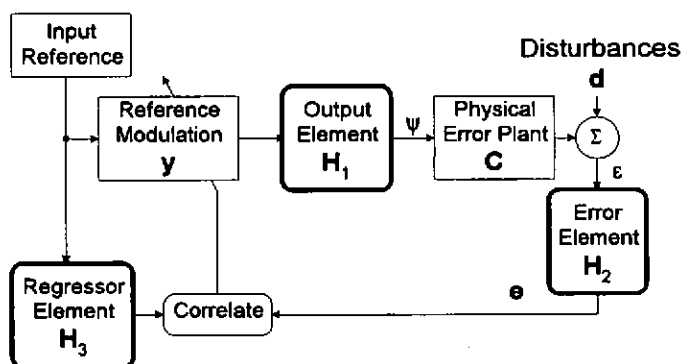 Input
Reference
Disturbances
d
Reference
Modulation
y
Output
Element
H1
ψ
Physical
Error Plant
C
Σ
ε
Error
Element
H2
e
Regressor
Element
H3
Correlate